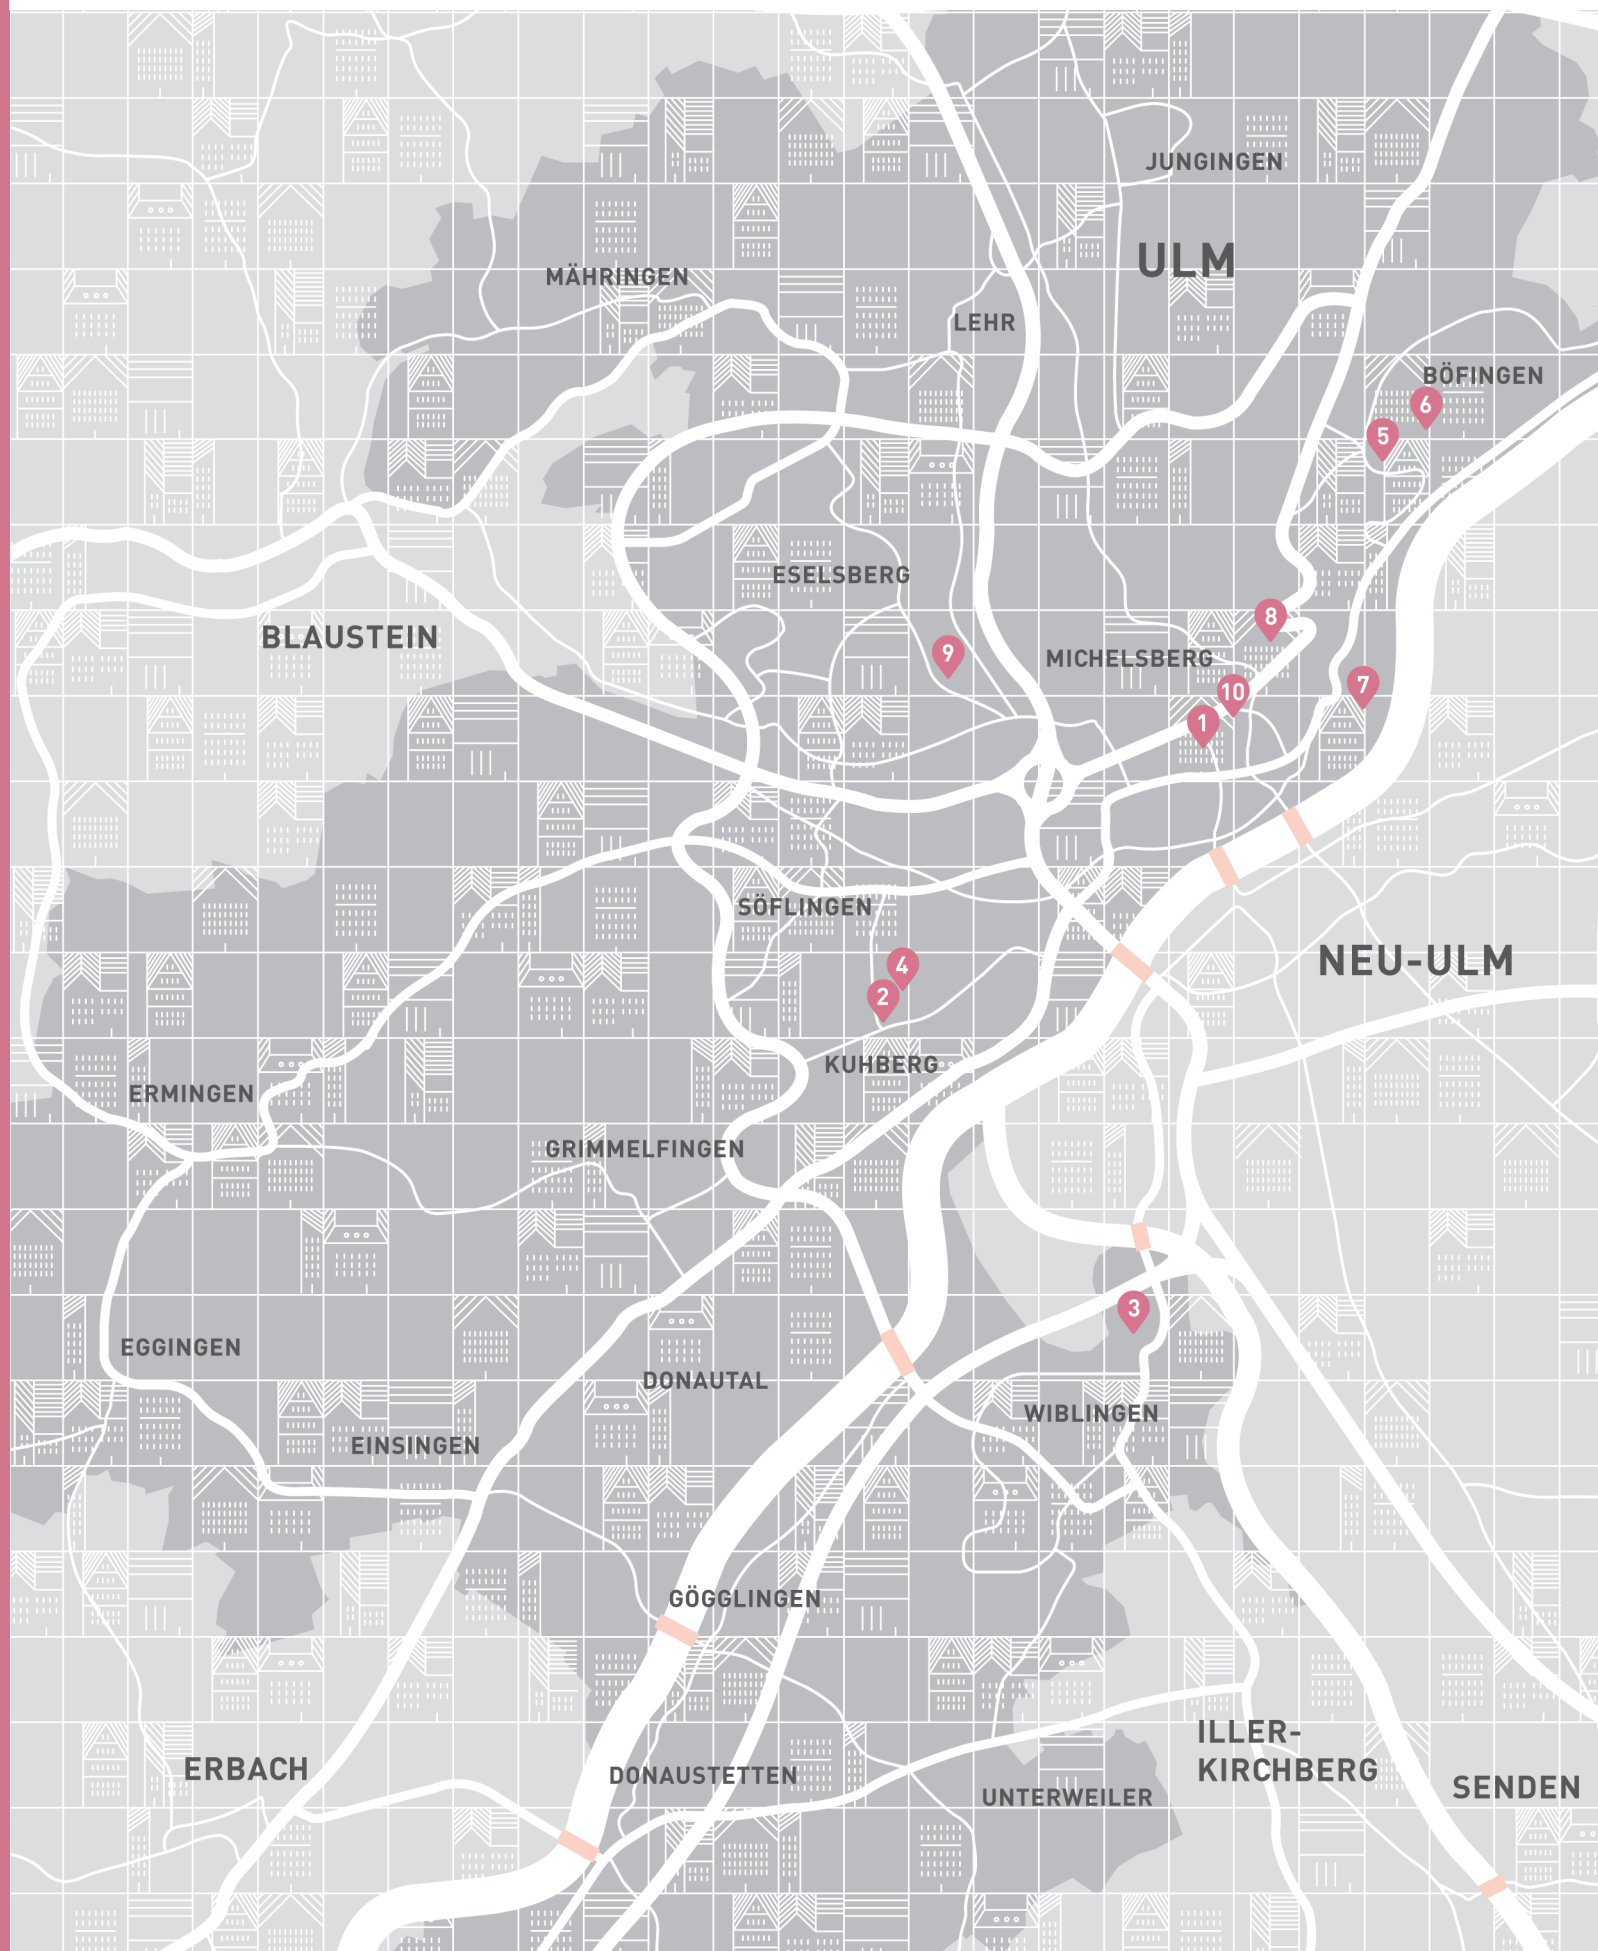 JUNGINGEN
ULM
MÄHRINGEN
LEHR
BÖFINGEN
6
5
ESELSBERG
8
BLAUSTEIN
9
MICHELSBERG
7
10
1
SÖFLINGEN
4
NEU-ULM
2
KUHBERG
ERMINGEN
GRIMMELFINGEN
3
EGGINGEN
DONAUTAL
WIBLINGEN
EINSINGEN
GÖGGLINGEN
ILLER-
KIRCHBERG
ERBACH
DONAUSTETTEN
SENDEN
UNTERWEILER